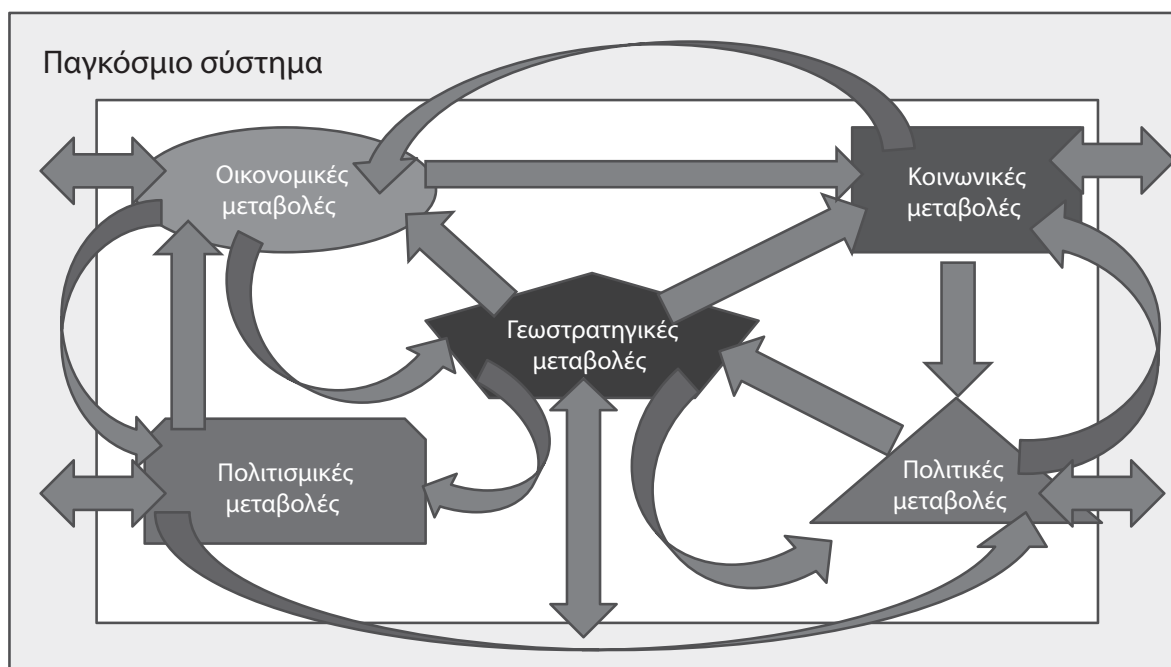 Παγκόσμιο σύστημα
Οικονομικές
μεταβολές
Κοινωνικές
μεταβολές
Γεωστρατηγικές
μεταβολές
Πολιτισμικές
μεταβολές
Πολιτικές
μεταβολές